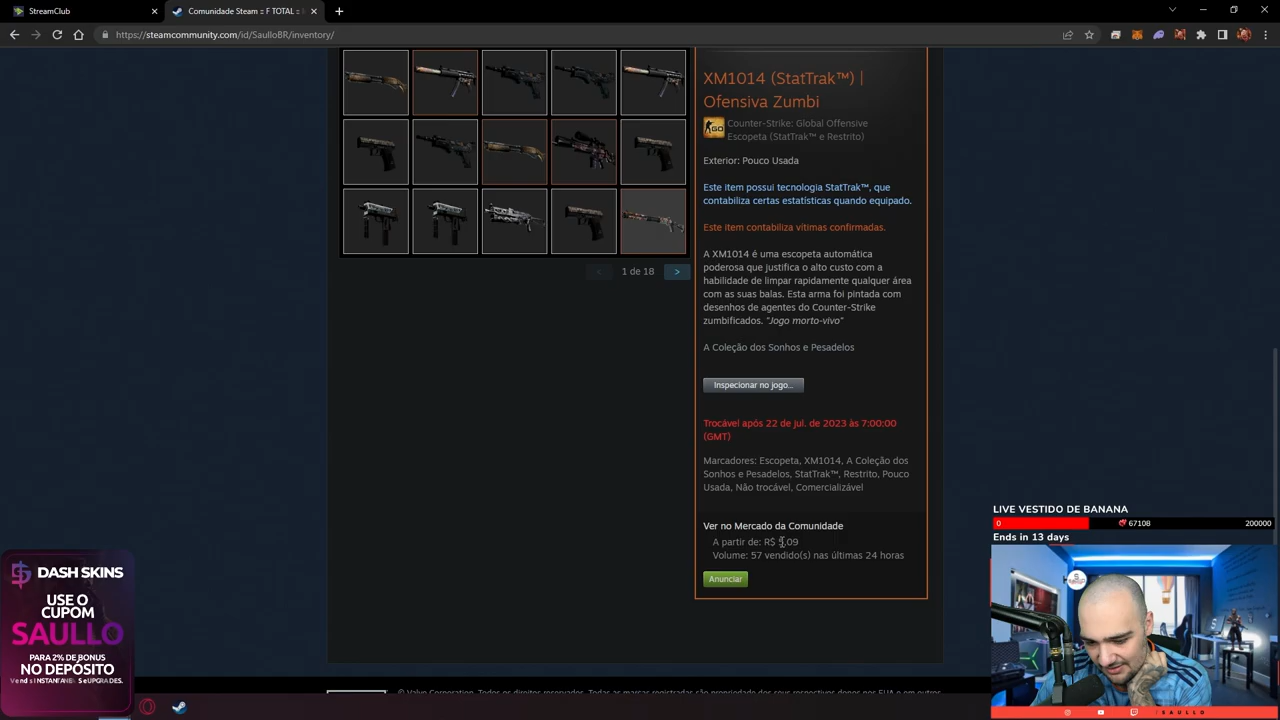 StreamClub
Comunidade Steam :: F TOTAL ::
https://steamcommunity.com/id/SaulloBR/inventory/
XM1014 (StatTrak™) |
Ofensiva Zumbi
Counter-Strike: Global Offensive
Escopeta (StatTrak™ e Restrito)
Exterior: Pouco Usada
Este item possui tecnologia StatTrak™, que
contabiliza certas estatísticas quando equipado.
Este item contabiliza vítimas confirmadas.
A XM1014 é uma escopeta automática
poderosa que justifica o alto custo com a
habilidade de limpar rapidamente qualquer área
com as suas balas. Esta arma foi pintada com
desenhos de agentes do Counter-Strike
zumbificados. "Jogo morto-vivo"
A Coleção dos Sonhos e Pesadelos
1 de 18
Inspecionar no jogo...
Trocável após 22 de jul. de 2023 às 7:00:00
(GMT)
Marcadores: Escopeta, XM1014, A Coleção dos
Sonhos e Pesadelos, StatTrak™, Restrito, Pouco
Usada, Não trocável, Comercializável
Ver no Mercado da Comunidade
A partir de: R$
Volume: 57 vendido(s) nas últimas 24 horas
Anunciar
LIVE VESTIDO DE BANANA
0 67108 200000
Ends in 13 days
DASH SKINS
USE O
CUPOM
SAULLO
PARA 2% DE BONUS
NO DEPÓSITO
SAULLO